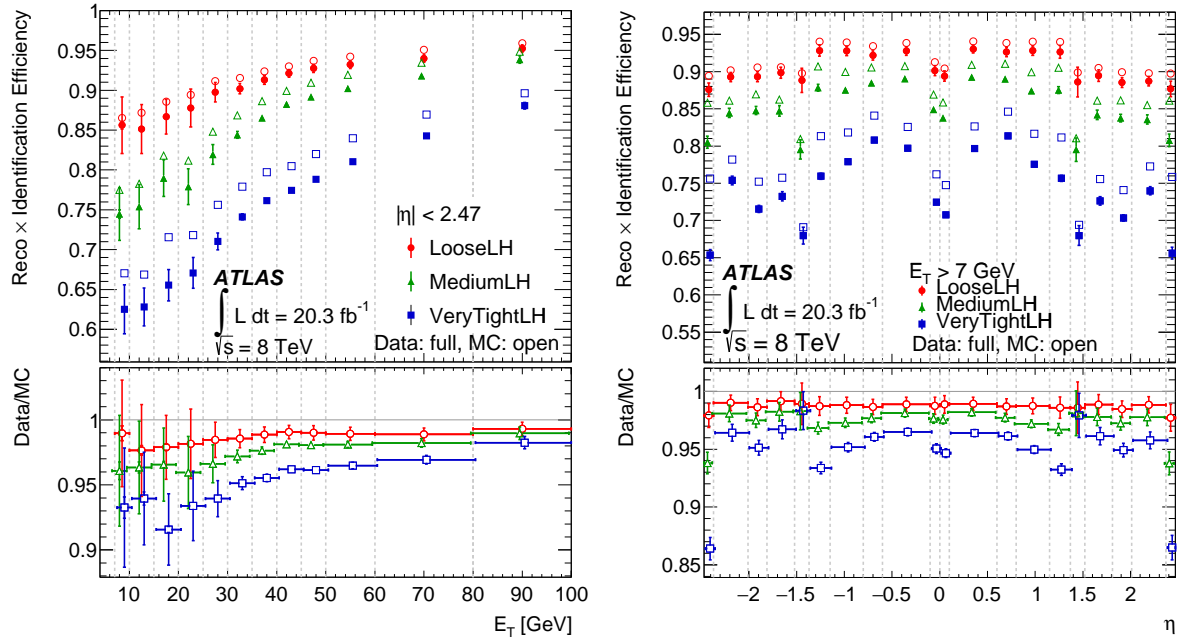 Reco × Identification Efficiency
0.95
0.9
0.85
0.8
0.75
0.7
0.65
0.6
|η| < 2.47
LooseLH
MediumLH
VeryTightLH
Data: full, MC: open
ATLAS
∫ L dt = 20.3 fb⁻¹
√s = 8 TeV
Data/MC
1
0.95
0.9
10 20 30 40 50 60 70 80 90 100
E_T [GeV]
Reco × Identification Efficiency
0.95
0.9
0.85
0.8
0.75
0.7
0.65
0.6
0.55
ATLAS
∫ L dt = 20.3 fb⁻¹
√s = 8 TeV
E_T > 7 GeV
LooseLH
MediumLH
VeryTightLH
Data: full, MC: open
Data/MC
1
0.95
0.9
0.85
−2 −1.5 −1 −0.5 0 0.5 1 1.5 2
η